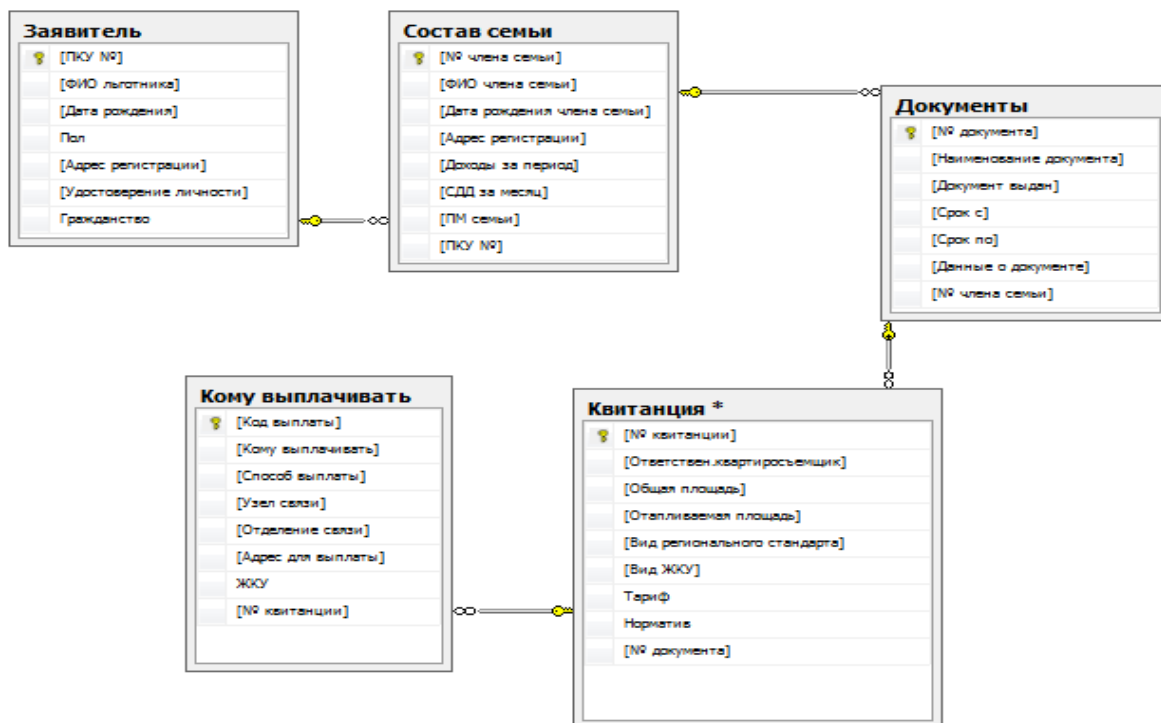 Заявитель
[ПКУ №]
[ФИО льготника]
[Дата рождения]
Пол
[Адрес регистрации]
[Удостоверение личности]
Гражданство
Состав семьи
[№ члена семьи]
[ФИО члена семьи]
[Дата рождения члена семьи]
[Адрес регистрации]
[Доходы за период]
[СДД за месяц]
[ПМ семьи]
[ПКУ №]
Документы
[№ документа]
[Наименование документа]
[Документ выдан]
[Срок с]
[Срок по]
[Данные о документе]
[№ члена семьи]
Кому выплачивать
[Код выплаты]
[Кому выплачивать]
[Способ выплаты]
[Узел связи]
[Отделение связи]
[Адрес для выплаты]
ЖКУ
[№ квитанции]
Квитанция *
[№ квитанции]
[Ответствен.квартиросъемщик]
[Общая площадь]
[Отапливаемая площадь]
[Вид регионального стандарта]
[Вид ЖКУ]
Тариф
Норматив
[№ документа]